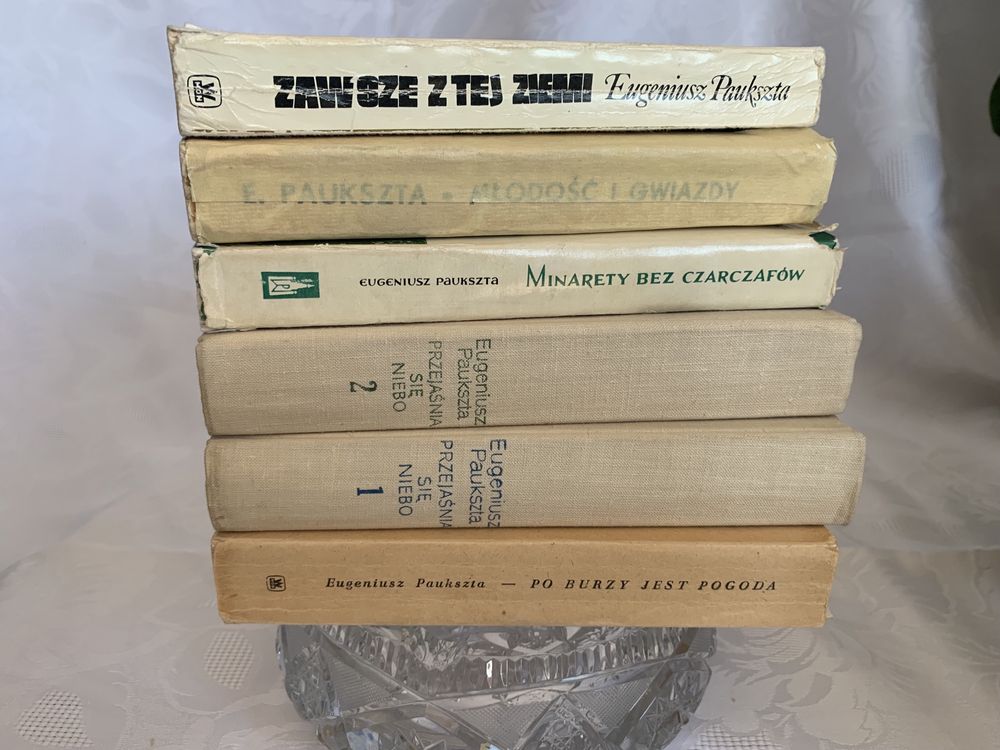 ZAWSZE Z TEJ ZIEMI Eugeniusz Paukszta
E. PAUKSZTA • MŁODOŚĆ I GWIAZDY
EUGENIUSZ PAUKSZTA MINARETY BEZ CZARCZAFÓW
Eugeniusz
Paukszta
PRZEJAŚNIA
SIĘ
NIEBO
2
Eugeniusz
Paukszta
PRZEJAŚNIA
SIĘ
NIEBO
1
Eugeniusz Paukszta — PO BURZY JEST POGODA